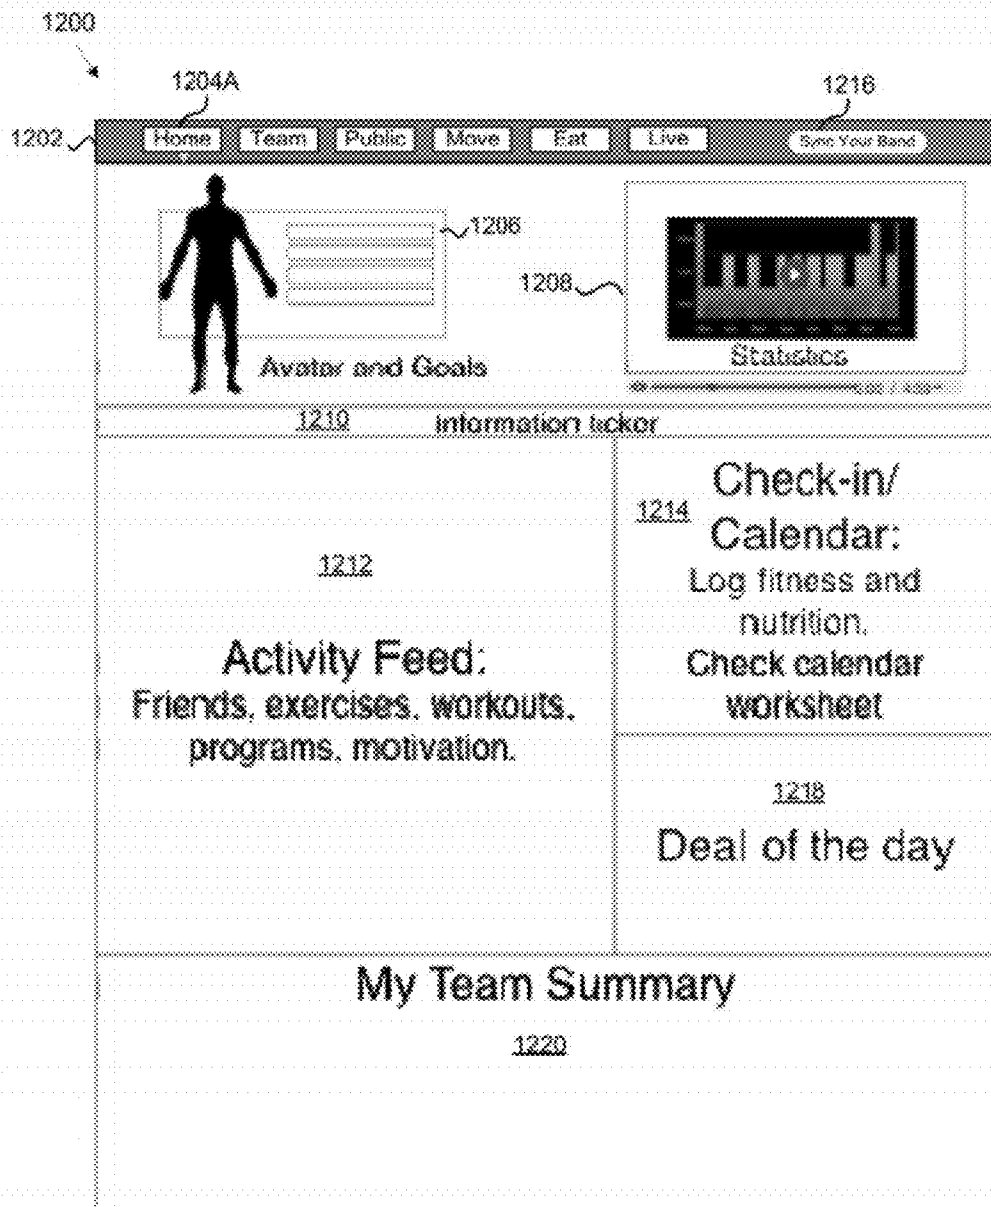 1200
1204A
1216
1202
Home Team Public Move Eat Live Sync Your Band
1206
1208
Avatar and Goals
Statistics
1210 information ticker
Check-in/
1214
Calendar:
1212
Log fitness and
nutrition.
Activity Feed:
Check calendar
Friends, exercises, workouts,
worksheet
programs, motivation.
1218
Deal of the day
My Team Summary
1220